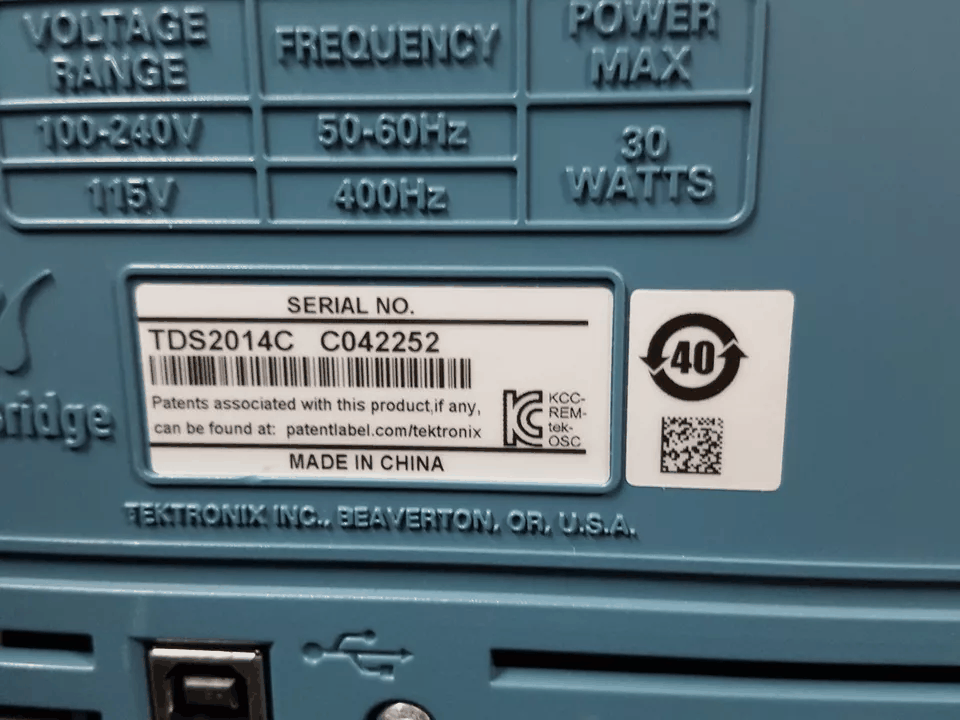 VOLTAGE RANGE
FREQUENCY
POWER MAX
100-240V
50-60Hz
30 WATTS
115V
400Hz
SERIAL NO.
TDS2014C C042252
Patents associated with this product,if any,
can be found at: patentlabel.com/tektronix
KCC-
REM-
tek-
OSC
MADE IN CHINA
40
ridge
TEKTRONIX INC., BEAVERTON, OR, U.S.A.